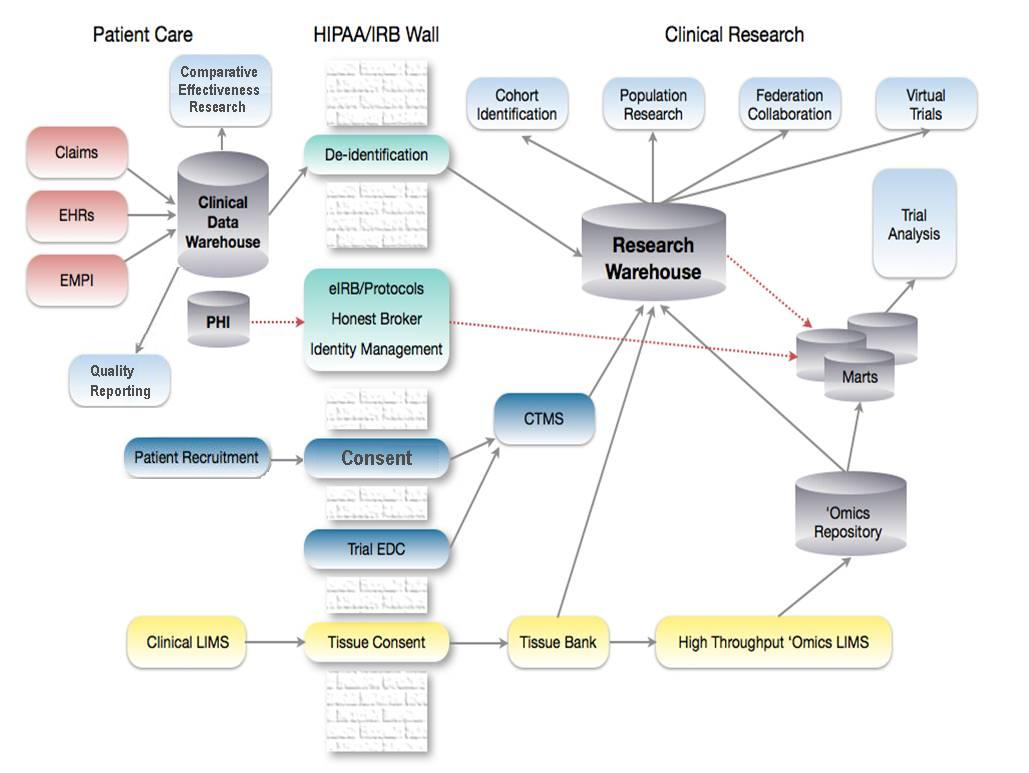 Patient Care
HIPAA/IRB Wall
Clinical Research
Comparative
Effectiveness
Research
Cohort
Identification
Population
Research
Federation
Collaboration
Virtual
Trials
Claims
De-identification
EHRs
Clinical
Data
Warehouse
Trial
Analysis
Research
Warehouse
EMPI
PHI
eIRB/Protocols
Honest Broker
Identity Management
Marts
Quality
Reporting
CTMS
Patient Recruitment
Consent
'Omics
Repository
Trial EDC
Clinical LIMS
Tissue Consent
Tissue Bank
High Throughput 'Omics LIMS